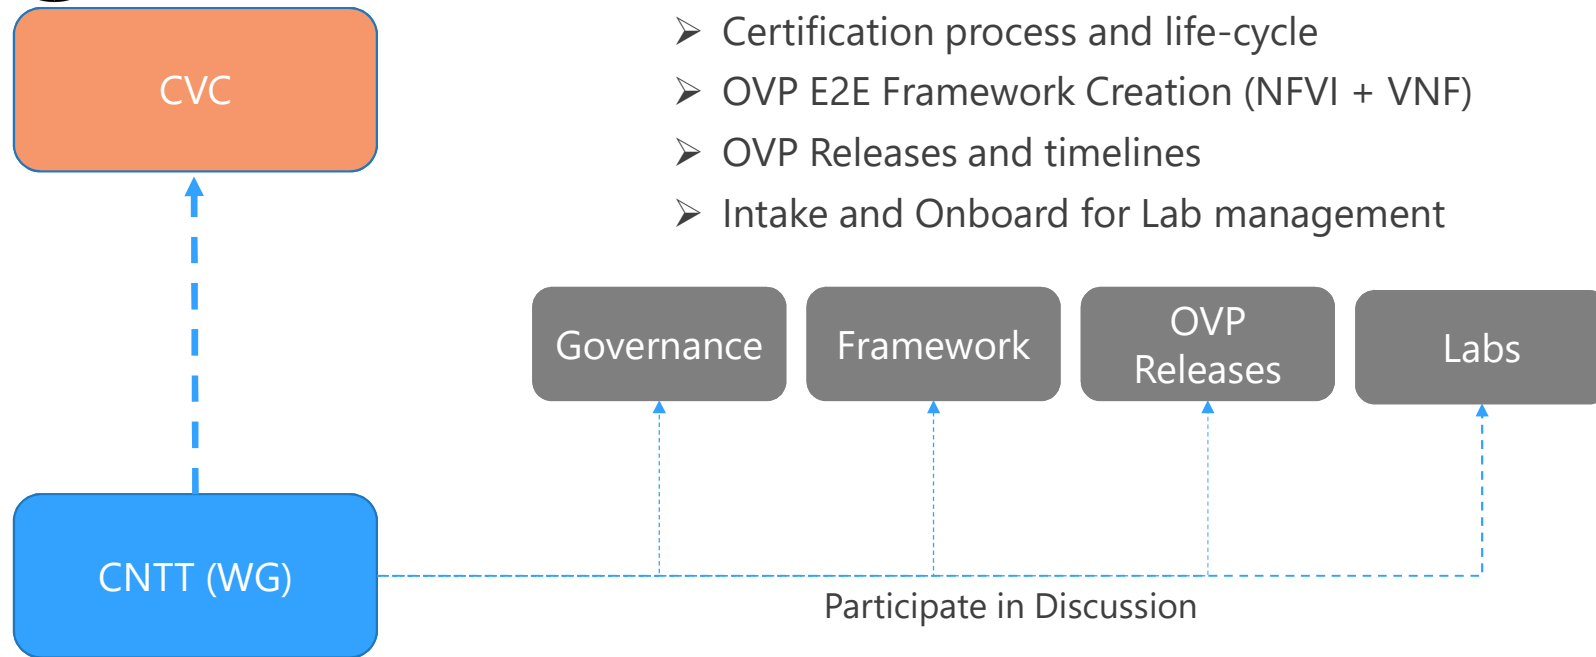 CVC
Certification process and life-cycle
OVP E2E Framework Creation (NFVI + VNF)
OVP Releases and timelines
Intake and Onboard for Lab management
Governance
Framework
OVP
Releases
Labs
CNTT (WG)
Participate in Discussion